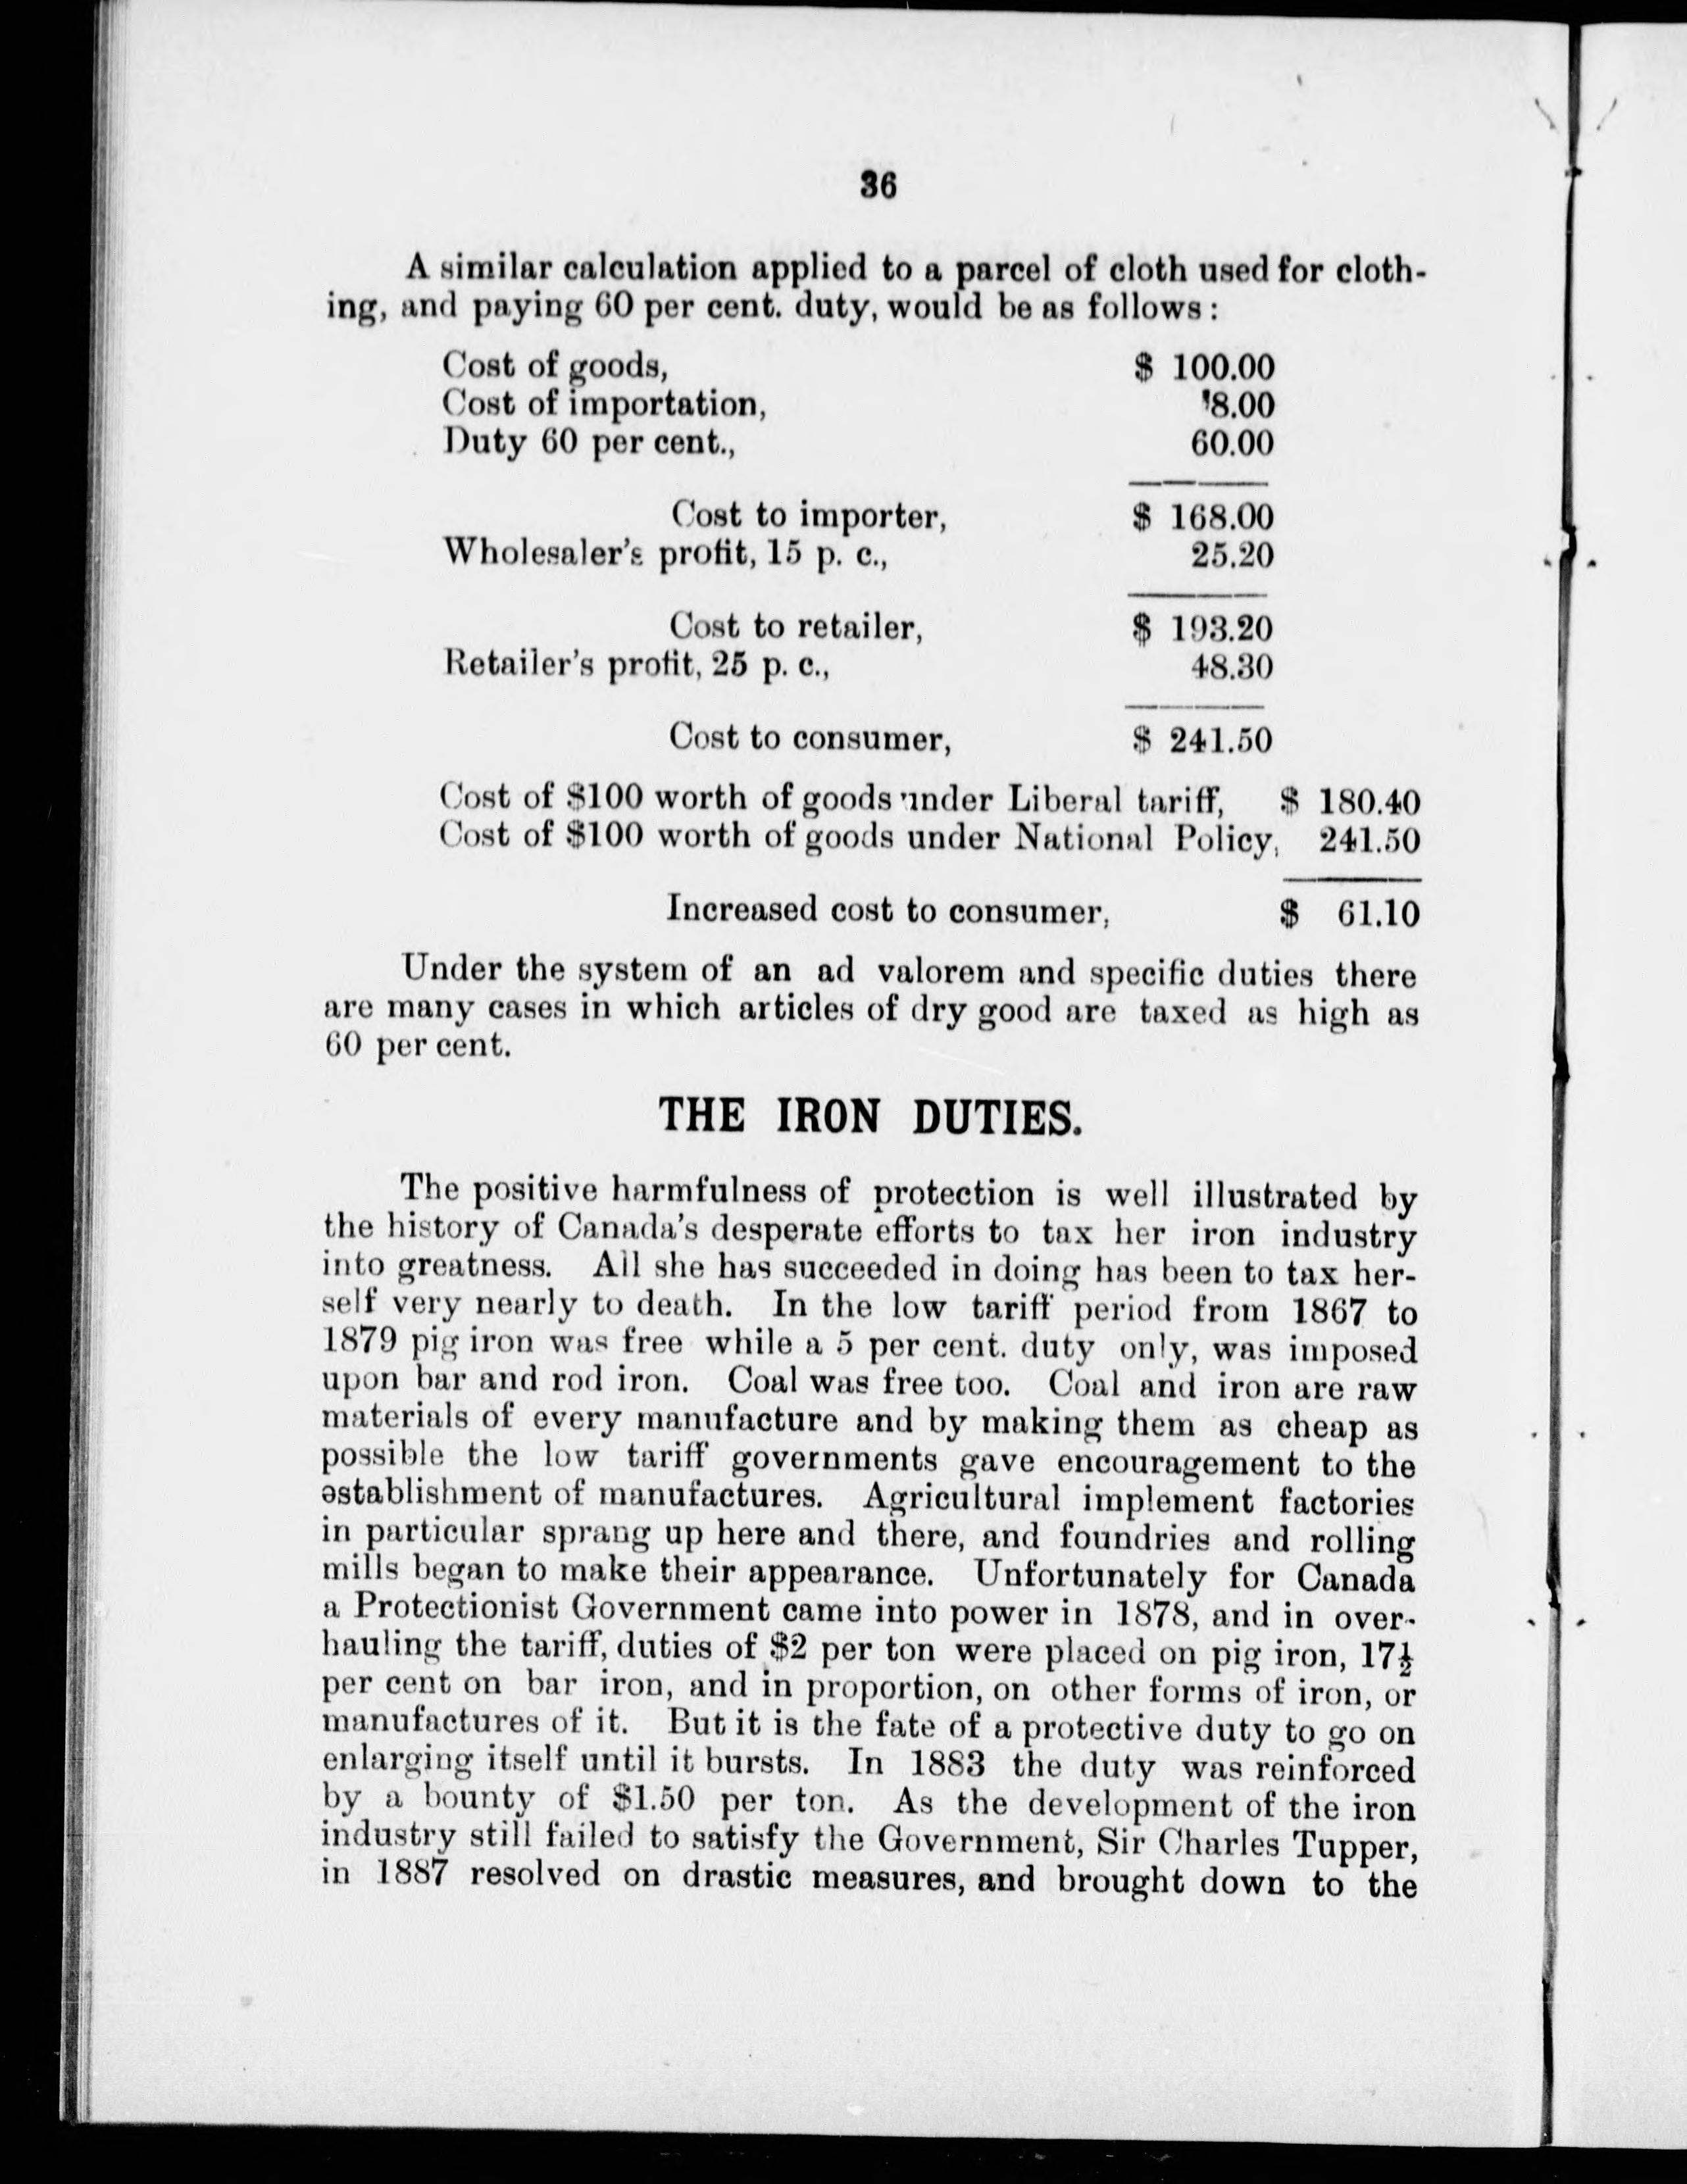 36
A similar calculation applied to a parcel of cloth used for cloth-
ing, and paying 60 per cent. duty, would be as follows:
Cost of goods, $ 100.00
Cost of importation, 8.00
Duty 60 per cent., 60.00
Cost to importer, $ 168.00
Wholesaler's profit, 15 p. c., 25.20
Cost to retailer, $ 193.20
Retailer's profit, 25 p. c., 48.30
Cost to consumer, $ 241.50
Cost of $100 worth of goods under Liberal tariff, $ 180.40
Cost of $100 worth of goods under National Policy, 241.50
Increased cost to consumer, $ 61.10
Under the system of an ad valorem and specific duties there
are many cases in which articles of dry good are taxed as high as
60 per cent.
THE IRON DUTIES.
The positive harmfulness of protection is well illustrated by
the history of Canada's desperate efforts to tax her iron industry
into greatness. All she has succeeded in doing has been to tax her-
self very nearly to death. In the low tariff period from 1867 to
1879 pig iron was free while a 5 per cent. duty only, was imposed
upon bar and rod iron. Coal was free too. Coal and iron are raw
materials of every manufacture and by making them as cheap as
possible the low tariff governments gave encouragement to the
establishment of manufactures. Agricultural implement factories
in particular sprang up here and there, and foundries and rolling
mills began to make their appearance. Unfortunately for Canada
a Protectionist Government came into power in 1878, and in over-
hauling the tariff, duties of $2 per ton were placed on pig iron, 17½
per cent on bar iron, and in proportion, on other forms of iron, or
manufactures of it. But it is the fate of a protective duty to go on
enlarging itself until it bursts. In 1883 the duty was reinforced
by a bounty of $1.50 per ton. As the development of the iron
industry still failed to satisfy the Government, Sir Charles Tupper,
in 1887 resolved on drastic measures, and brought down to the